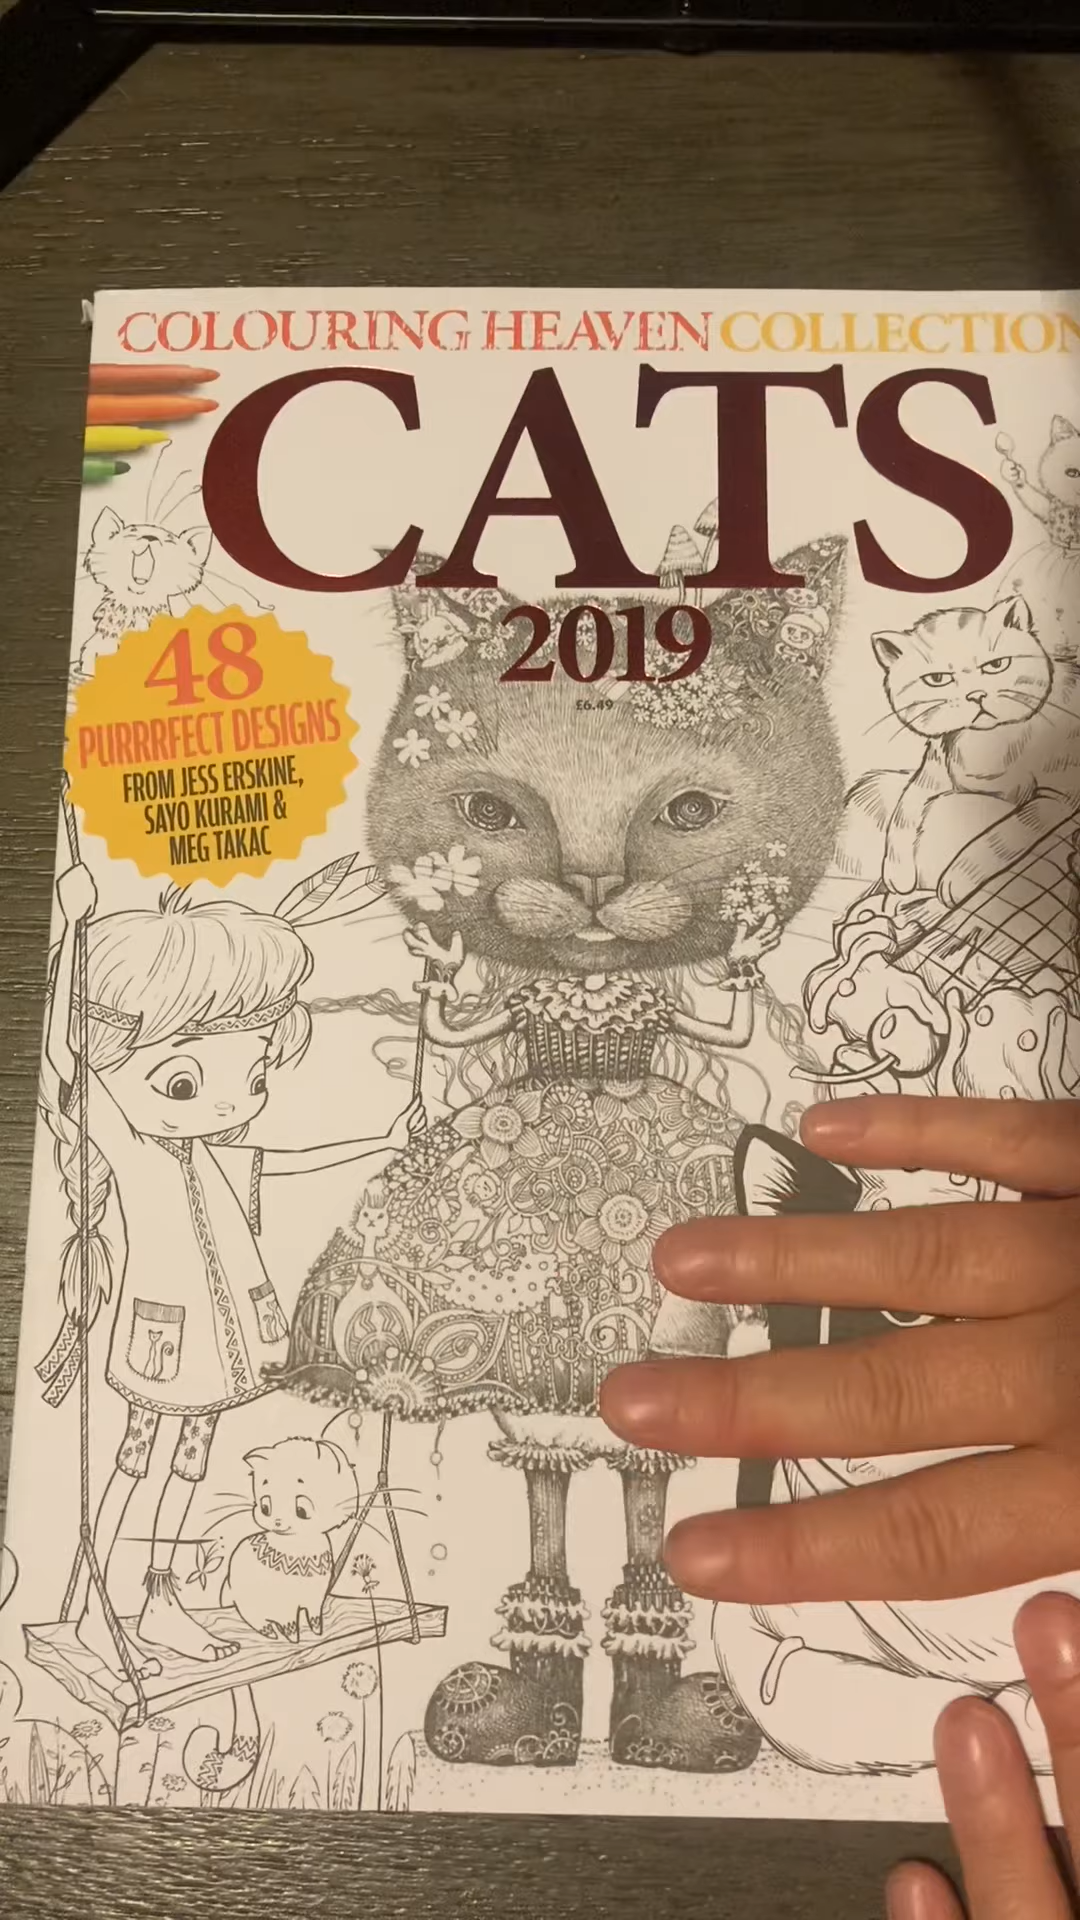 COLOURING HEAVEN COLLECTION
CATS
2019
£6.49
48
PURRRFECT DESIGNS
FROM JESS ERSKINE,
SAYO KURAMI &
MEG TAKAC